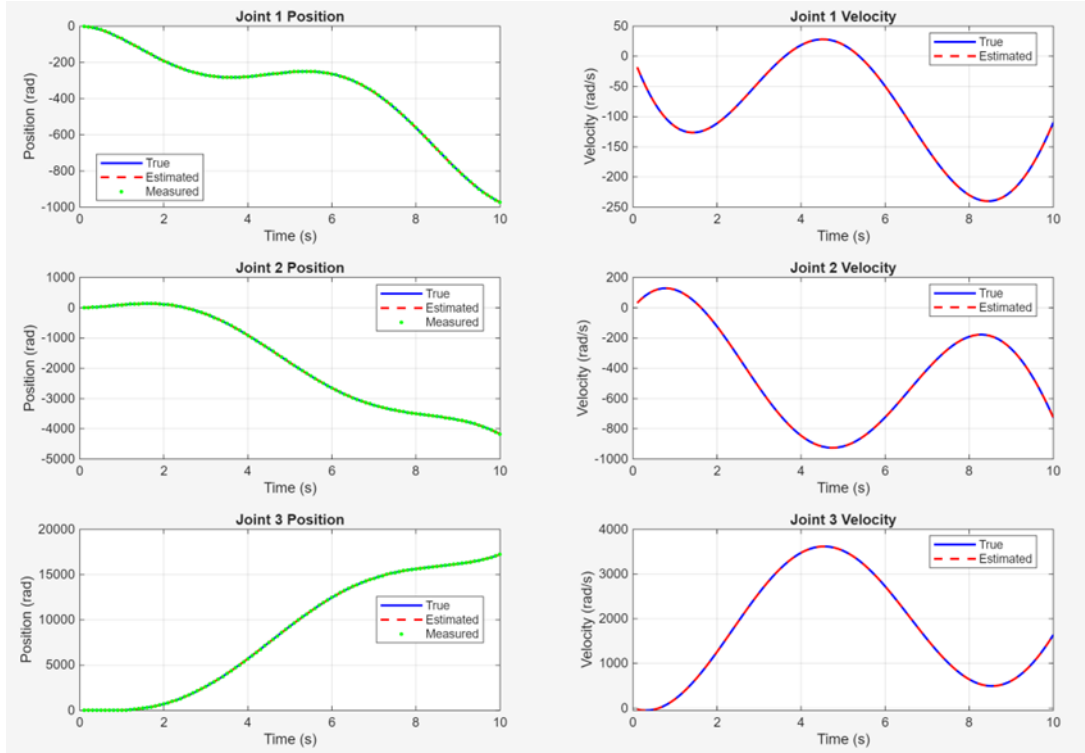 Joint 1 Position
Position (rad)
0
-200
-400
-600
-800
-1000
True
Estimated
Measured
0 2 4 6 8 10
Time (s)
Joint 1 Velocity
Velocity (rad/s)
50
0
-50
-100
-150
-200
-250
True
Estimated
0 2 4 6 8 10
Time (s)
Joint 2 Position
Position (rad)
1000
0
-1000
-2000
-3000
-4000
-5000
True
Estimated
Measured
0 2 4 6 8 10
Time (s)
Joint 2 Velocity
Velocity (rad/s)
200
0
-200
-400
-600
-800
-1000
True
Estimated
0 2 4 6 8 10
Time (s)
Joint 3 Position
Position (rad)
20000
15000
10000
5000
0
True
Estimated
Measured
0 2 4 6 8 10
Time (s)
Joint 3 Velocity
Velocity (rad/s)
4000
3000
2000
1000
0
True
Estimated
0 2 4 6 8 10
Time (s)